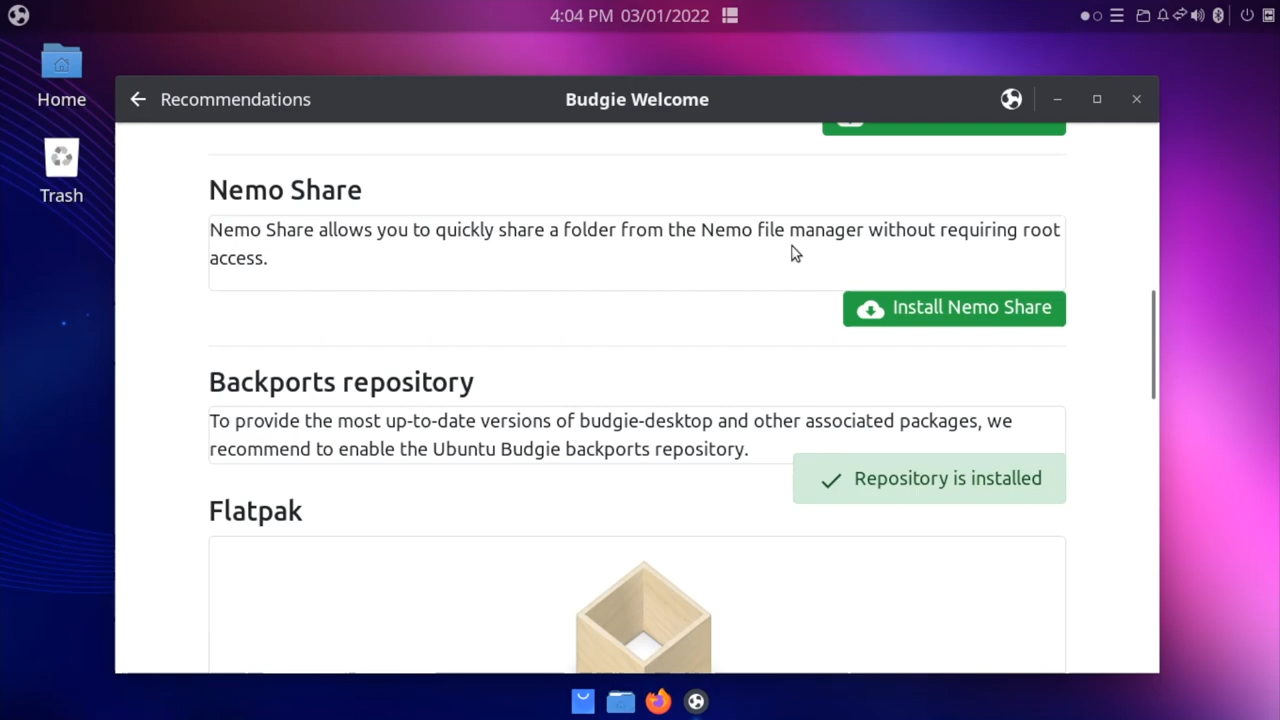 4:04 PM 03/01/2022
Home
Trash
Recommendations
Budgie Welcome
Nemo Share
Nemo Share allows you to quickly share a folder from the Nemo file manager without requiring root
access.
Install Nemo Share
Backports repository
To provide the most up-to-date versions of budgie-desktop and other associated packages, we
recommend to enable the Ubuntu Budgie backports repository.
Repository is installed
Flatpak